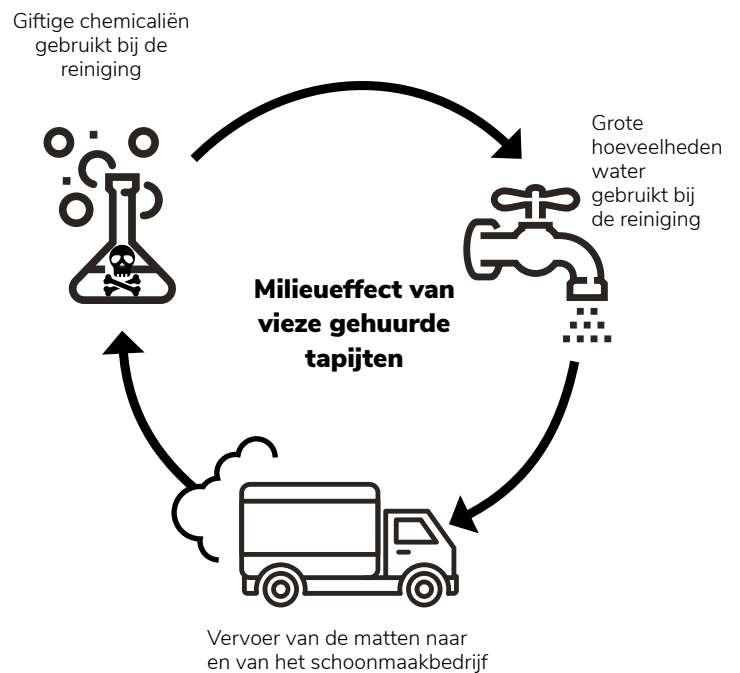 Giftige chemicaliën
gebruikt bij de
reiniging
Grote
hoeveelheden
water
gebruikt bij
de reiniging
Milieueffect van
vieze gehuurde
tapijten
Vervoer van de matten naar
en van het schoonmaakbedrijf